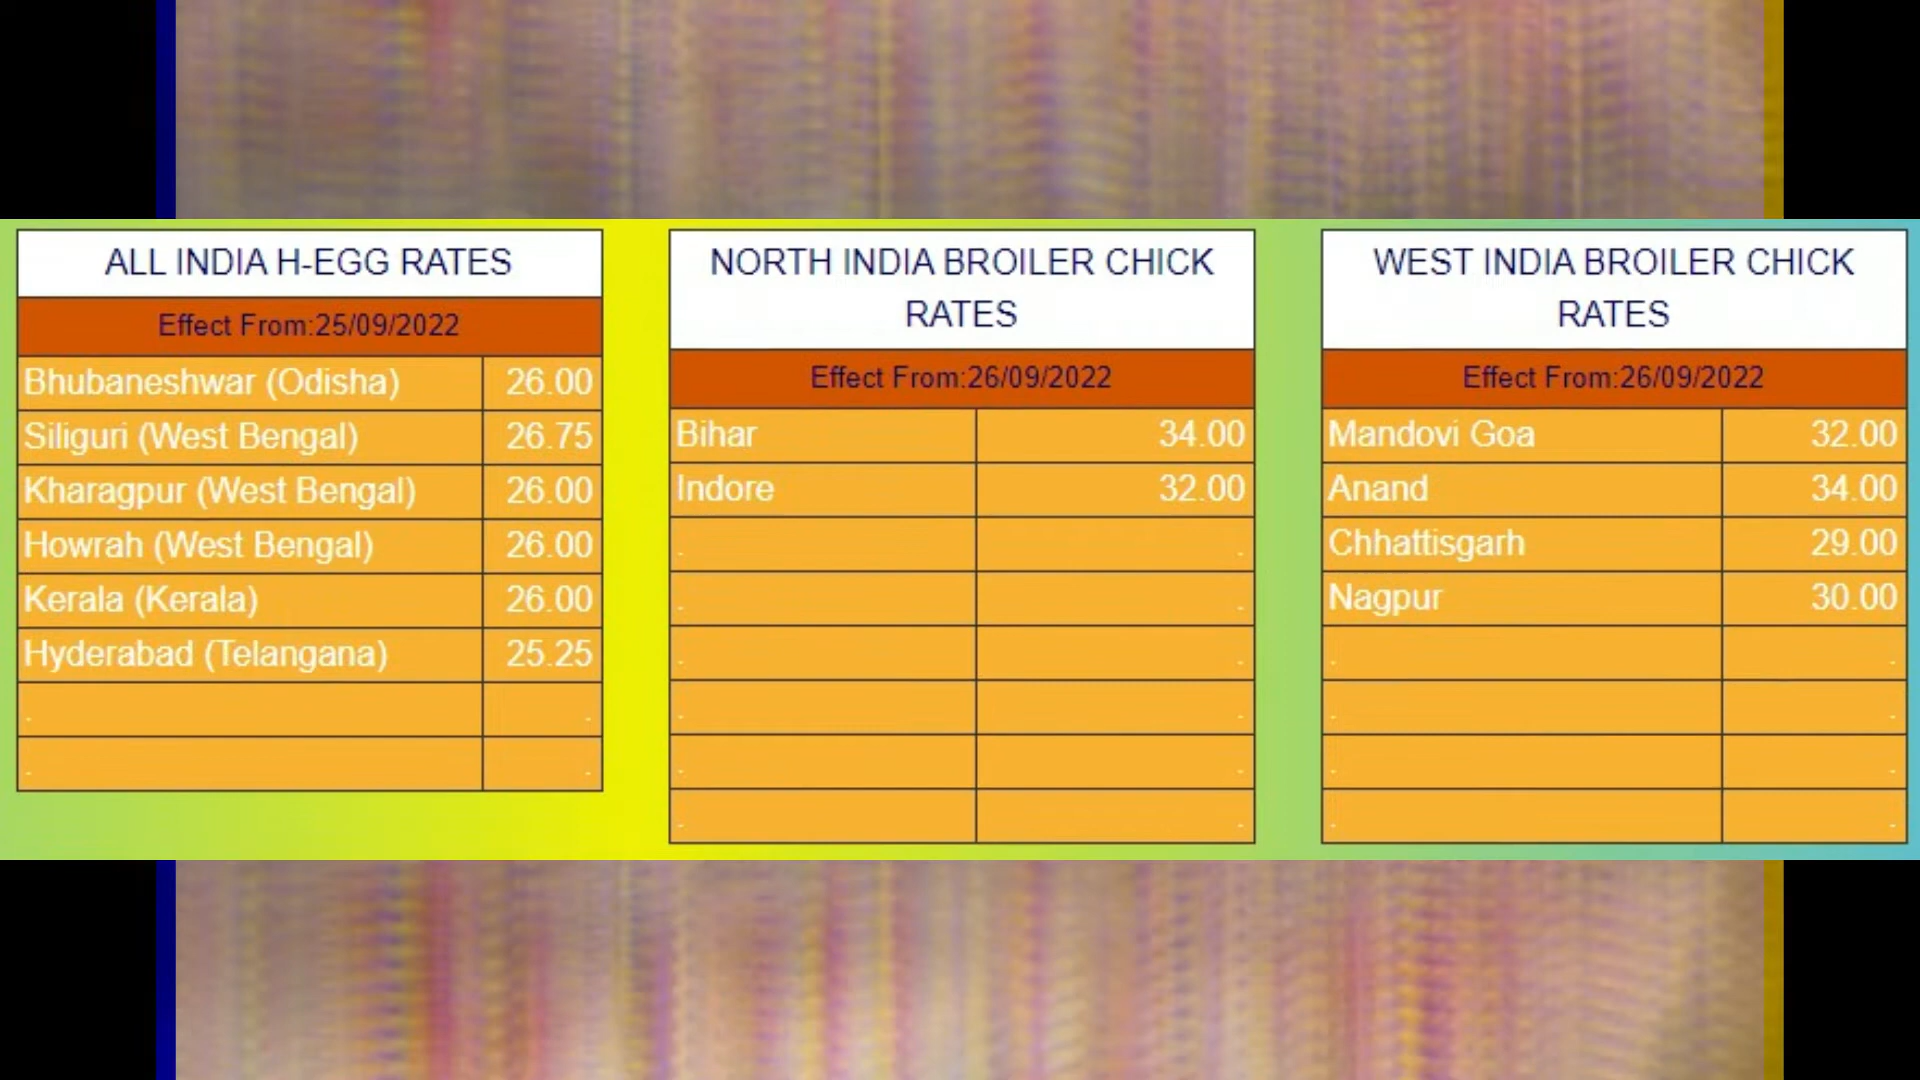 ALL INDIA H-EGG RATES
Effect From:25/09/2022
Bhubaneshwar (Odisha) 26.00
Siliguri (West Bengal) 26.75
Kharagpur (West Bengal) 26.00
Howrah (West Bengal) 26.00
Kerala (Kerala) 26.00
Hyderabad (Telangana) 25.25
. .
. .
NORTH INDIA BROILER CHICK
RATES
Effect From:26/09/2022
Bihar 34.00
Indore 32.00
. .
. .
. .
. .
. .
. .
WEST INDIA BROILER CHICK
RATES
Effect From:26/09/2022
Mandovi Goa 32.00
Anand 34.00
Chhattisgarh 29.00
Nagpur 30.00
. .
. .
. .
. .